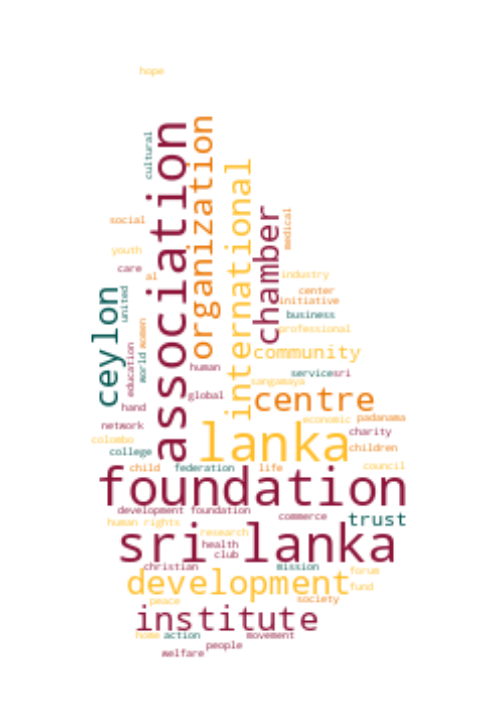 hope
cultural
association
organization
international
social
medical
chamber
youth
care
al
industry
ceylon
united
center
initiative
business
women
professional
world
education
community
human
service
sri
sangamaya
global
centre
hand
economic
padanama
network
charity
colombo
lanka
college
children
child
federation
life
council
foundation
development foundation
commerce
trust
human rights
research
sri lanka
health
club
christian
mission
forum
development
fund
peace
society
institute
home
action
movement
people
welfare